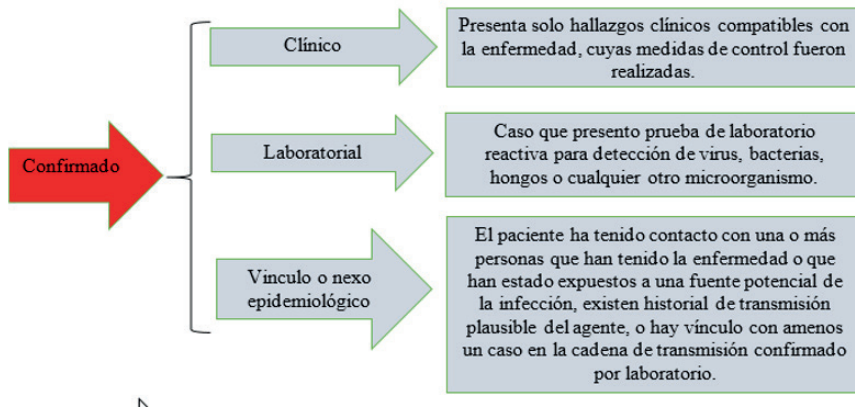 Confirmado
Clínico
Presenta solo hallazgos clínicos compatibles con
la enfermedad, cuyas medidas de control fueron
realizadas.
Laboratorial
Caso que presento prueba de laboratorio
reactiva para detección de virus, bacterias,
hongos o cualquier otro microorganismo.
Vinculo o nexo
epidemiológico
El paciente ha tenido contacto con una o más
personas que han tenido la enfermedad o que
han estado expuestos a una fuente potencial de
la infección, existen historial de transmisión
plausible del agente, o hay vínculo con amenos
un caso en la cadena de transmisión confirmado
por laboratorio.